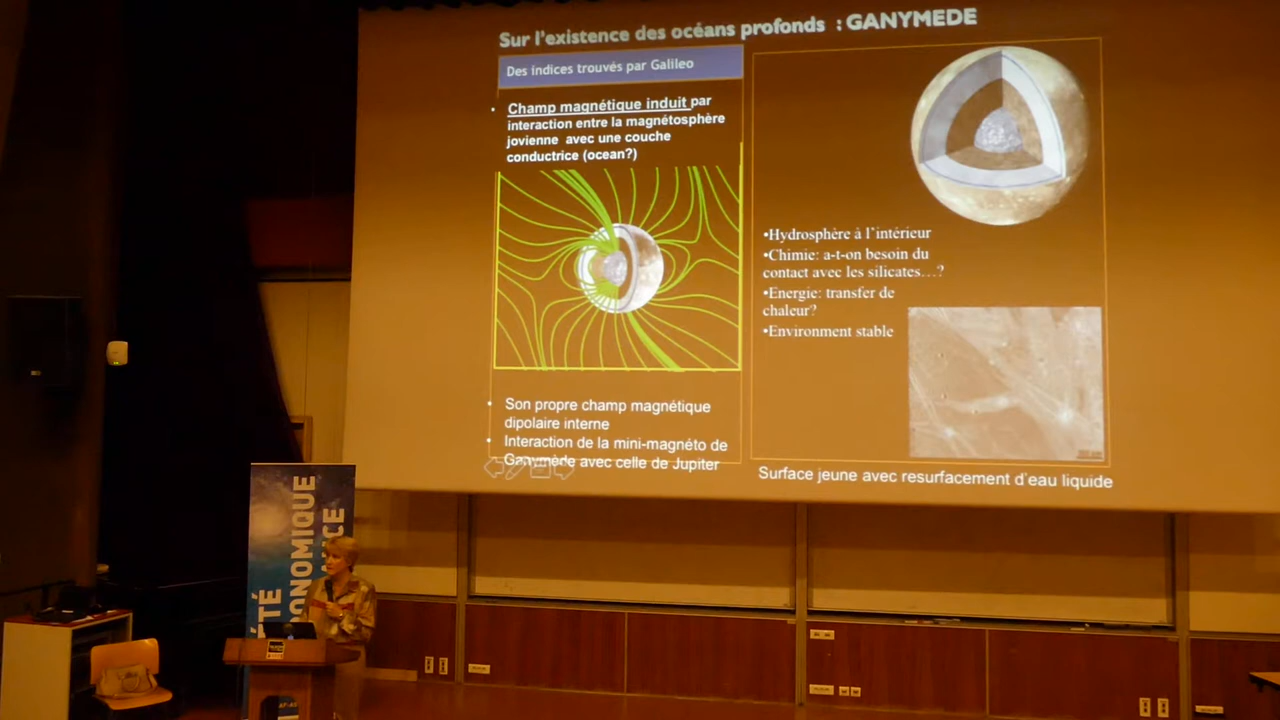 Sur l'existence des océans profonds : GANYMEDE
Des indices trouvés par Galileo
• Champ magnétique induit par
interaction entre la magnétosphère
jovienne avec une couche
conductrice (ocean?)
• Son propre champ magnétique
dipolaire interne
• Interaction de la mini-magnéto de
Ganymède avec celle de Jupiter
•Hydrosphère à l'intérieur
•Chimie: a-t-on besoin du
contact avec les silicates…?
•Energie: transfer de
chaleur?
•Environment stable
Surface jeune avec resurfacement d'eau liquide